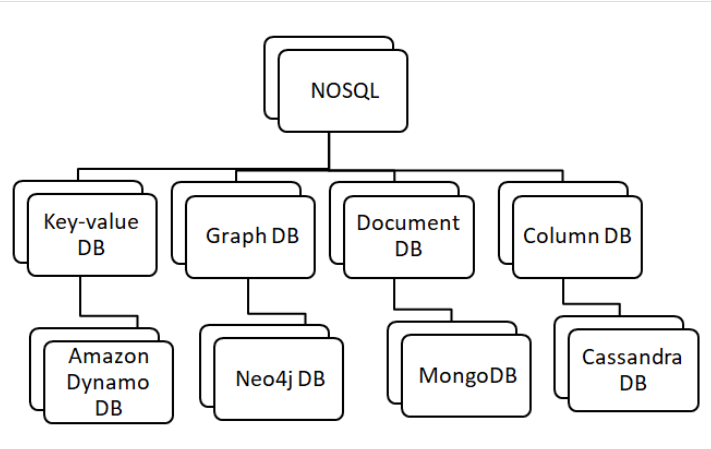 NOSQL
Key-value
DB
Graph DB
Document
DB
Column DB
Amazon
Dynamo
DB
Neo4j DB
MongoDB
Cassandra
DB